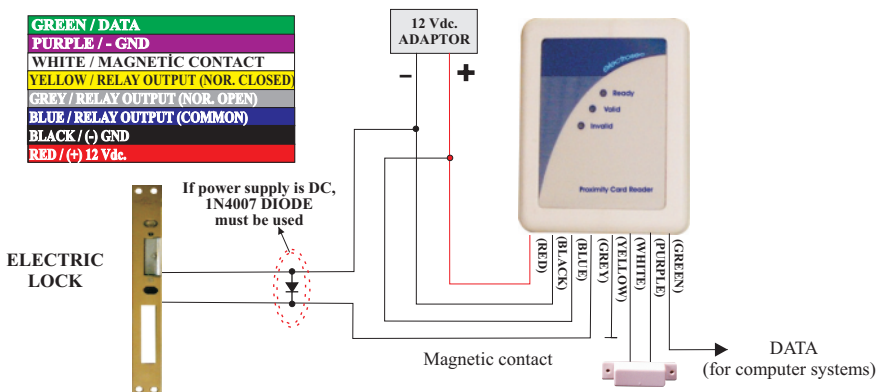 GREEN / DATA
PURPLE / - GND
WHITE / MAGNETİC CONTACT
YELLOW / RELAY OUTPUT (NOR. CLOSED)
GREY / RELAY OUTPUT (NOR. OPEN)
BLUE / RELAY OUTPUT (COMMON)
BLACK / (-) GND
RED / (+) 12 Vdc.
12 Vdc.
ADAPTOR
–
+
Ready
Valid
Invalid
Proximity Card Reader
If power supply is DC,
1N4007 DIODE
must be used
ELECTRIC
LOCK
(RED)
(BLACK)
(BLUE)
(GREY)
(YELLOW)
(WHITE)
(PURPLE)
(GREEN)
Magnetic contact
DATA
(for computer systems)